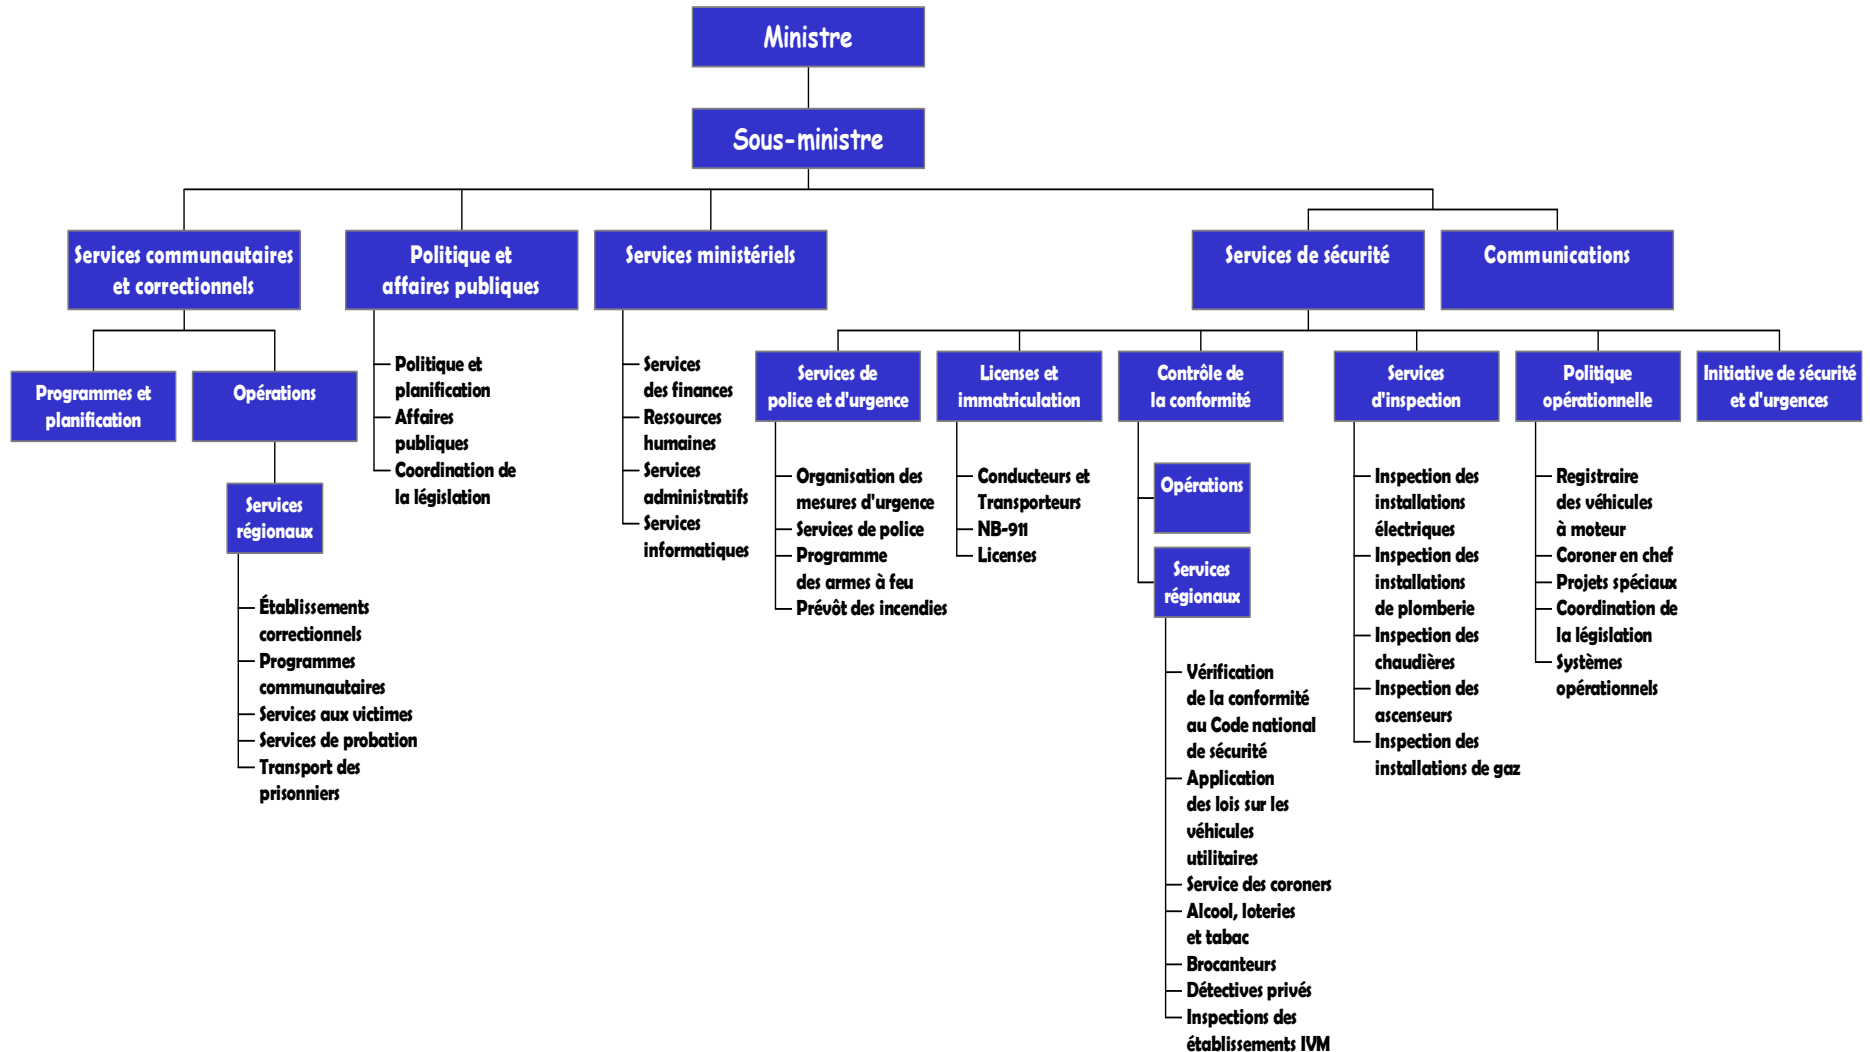 Ministre
Sous-ministre
Services communautaires
et correctionnels
Politique et
affaires publiques
Services ministériels
Services de sécurité
Communications
Programmes et
planification
Opérations
Services
régionaux
Établissements
correctionnels
Programmes
communautaires
Services aux victimes
Services de probation
Transport des
prisonniers
Politique et
planification
Affaires
publiques
Coordination de
la législation
Services
des finances
Ressources
humaines
Services
administratifs
Services
informatiques
Services de
police et d'urgence
Organisation des
mesures d'urgence
Services de police
Programme
des armes à feu
Prévôt des incendies
Licenses et
immatriculation
Conducteurs et
Transporteurs
NB-911
Licenses
Contrôle de
la conformité
Opérations
Services
régionaux
Vérification
de la conformité
au Code national
de sécurité
Application
des lois sur les
véhicules
utilitaires
Service des coroners
Alcool, loteries
et tabac
Brocanteurs
Détectives privés
Inspections des
établissements IVM
Services
d'inspection
Inspection des
installations
électriques
Inspection des
installations
de plomberie
Inspection des
chaudières
Inspection des
ascenseurs
Inspection des
installations de gaz
Politique
opérationnelle
Registraire
des véhicules
à moteur
Coroner en chef
Projets spéciaux
Coordination de
la législation
Systèmes
opérationnels
Initiative de sécurité
et d'urgences